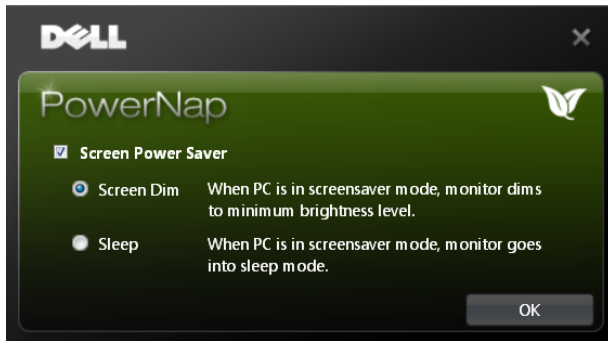 DELL
PowerNap
Screen Power Saver
Screen Dim When PC is in screensaver mode, monitor dims
to minimum brightness level.
Sleep When PC is in screensaver mode, monitor goes
into sleep mode.
OK